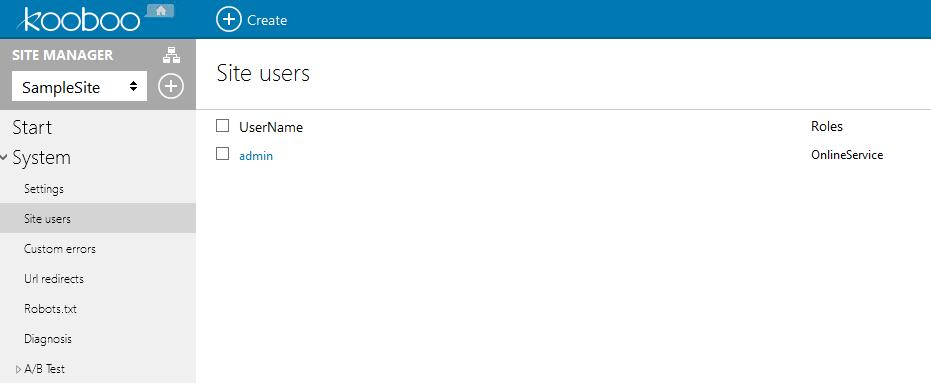 kooboo
Create
SITE MANAGER
SampleSite
Site users
Start
UserName
Roles
System
admin
OnlineService
Settings
Site users
Custom errors
Url redirects
Robots.txt
Diagnosis
A/B Test